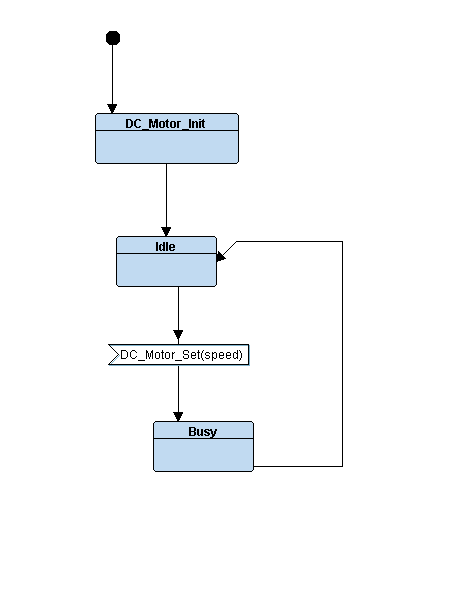 DC_Motor_Init
Idle
DC_Motor_Set(speed)
Busy